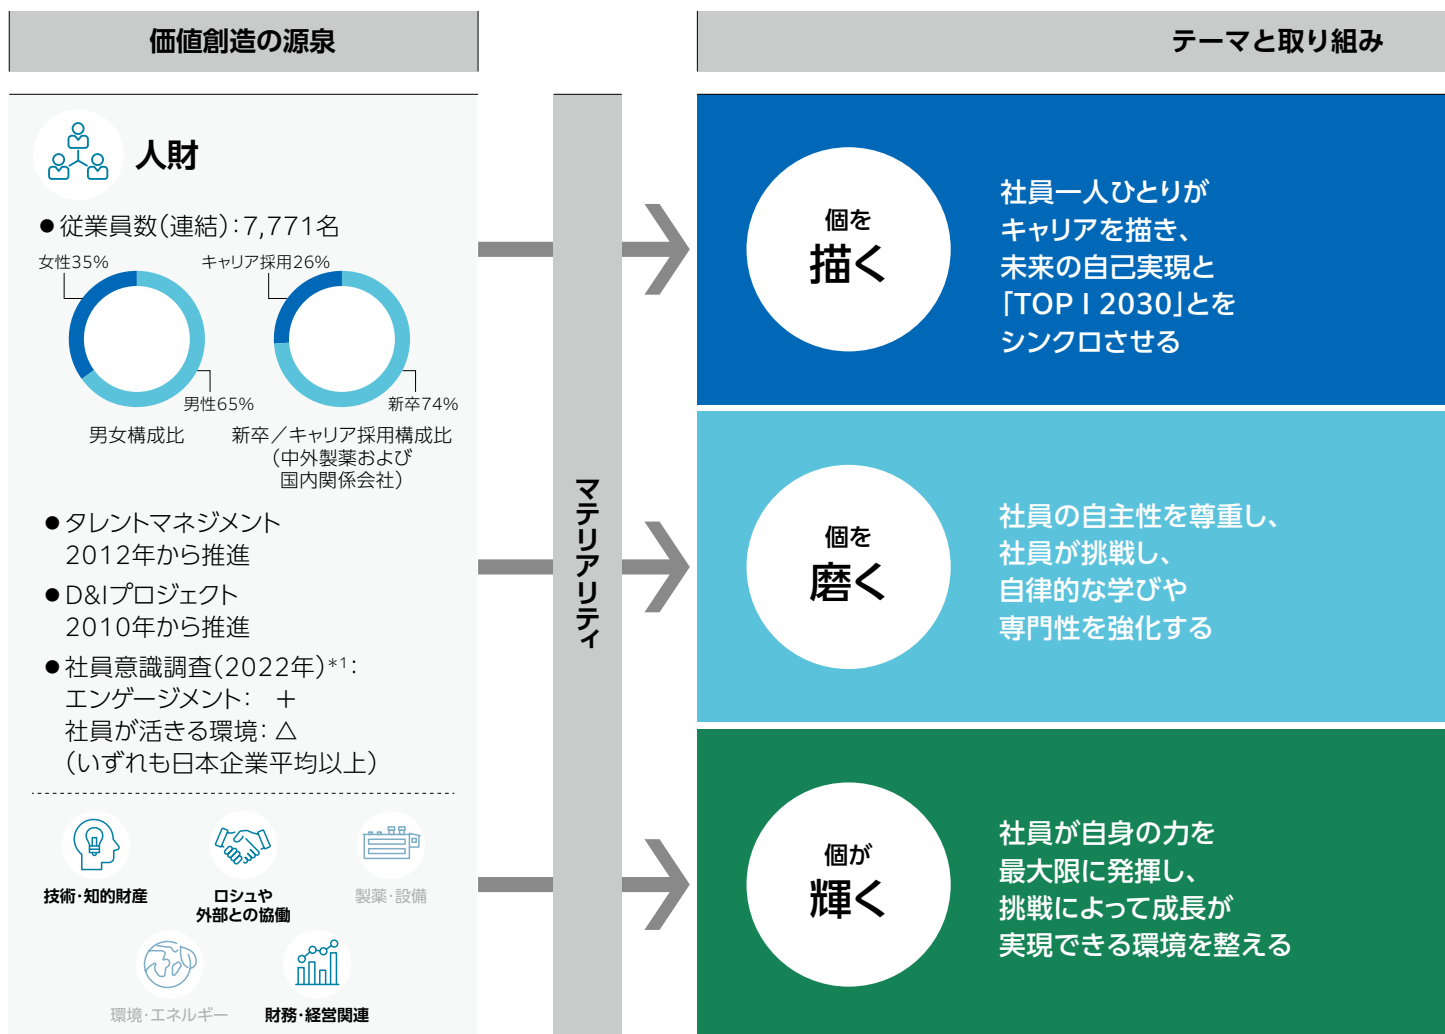 価値創造の源泉
人財
●従業員数(連結):7,771名
女性35%
男性65%
男女構成比
キャリア採用26%
新卒74%
新卒／キャリア採用構成比
(中外製薬および
国内関係会社)
●タレントマネジメント
2012年から推進
●D&Iプロジェクト
2010年から推進
●社員意識調査(2022年)*1:
エンゲージメント: ＋
社員が活きる環境: △
(いずれも日本企業平均以上)
技術・知的財産
ロシュや
外部との協働
製薬・設備
環境・エネルギー
財務・経営関連
マテリアリティ
テーマと取り組み
個を
描く
社員一人ひとりが
キャリアを描き、
未来の自己実現と
「TOP I 2030」とを
シンクロさせる
個を
磨く
社員の自主性を尊重し、
社員が挑戦し、
自律的な学びや
専門性を強化する
個が
輝く
社員が自身の力を
最大限に発揮し、
挑戦によって成長が
実現できる環境を整える